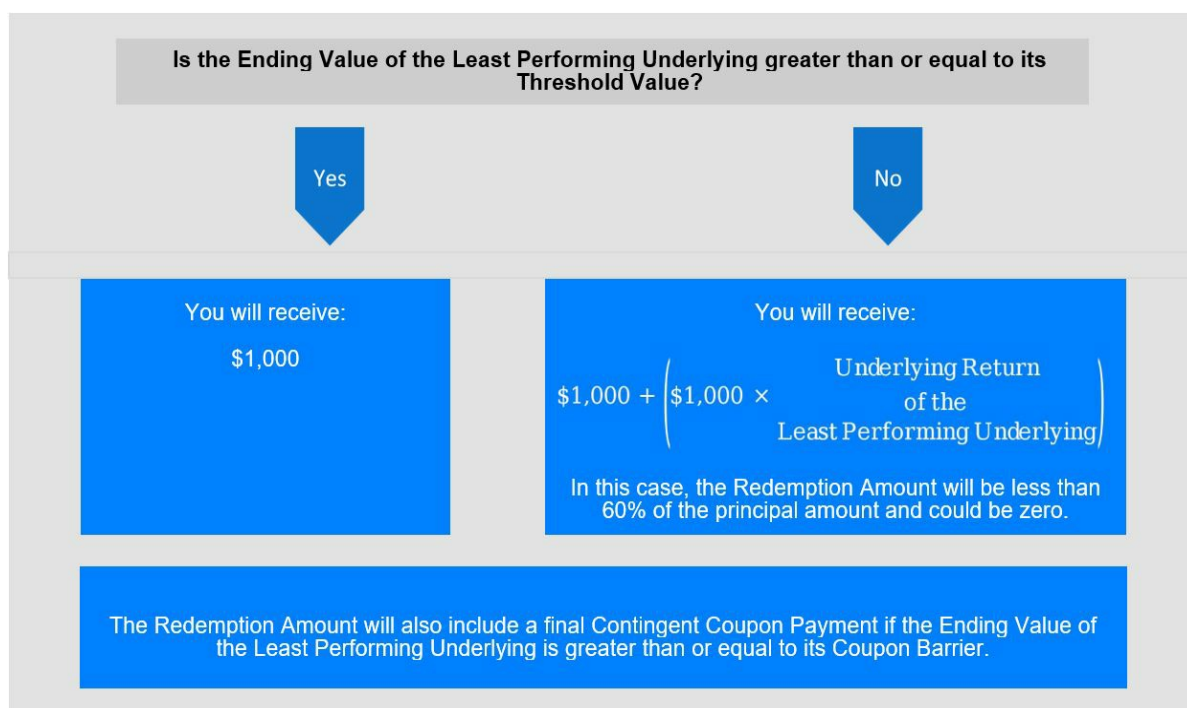 Is the Ending Value of the Least Performing Underlying greater than or equal to its
Threshold Value?
Yes
No
You will receive:
$1,000
You will receive:
$1,000 + ($1,000 × Underlying Return
of the
Least Performing Underlying)
In this case, the Redemption Amount will be less than
60% of the principal amount and could be zero.
The Redemption Amount will also include a final Contingent Coupon Payment if the Ending Value of
the Least Performing Underlying is greater than or equal to its Coupon Barrier.